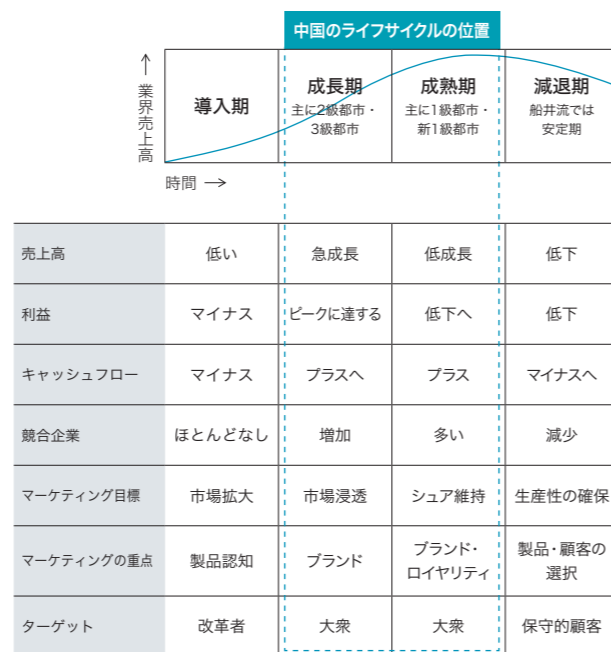 中国のライフサイクルの位置
↑
業界売上高
導入期
成長期
主に2級都市・
3級都市
成熟期
主に1級都市・
新1級都市
減退期
船井流では
安定期
時間 →
売上高 低い 急成長 低成長 低下
利益 マイナス ピークに達する 低下へ 低下
キャッシュフロー マイナス プラスへ プラス マイナスへ
競合企業 ほとんどなし 増加 多い 減少
マーケティング目標 市場拡大 市場浸透 シュア維持 生産性の確保
マーケティングの重点 製品認知 ブランド ブランド・
ロイヤリティ 製品・顧客の
選択
ターゲット 改革者 大衆 大衆 保守的顧客